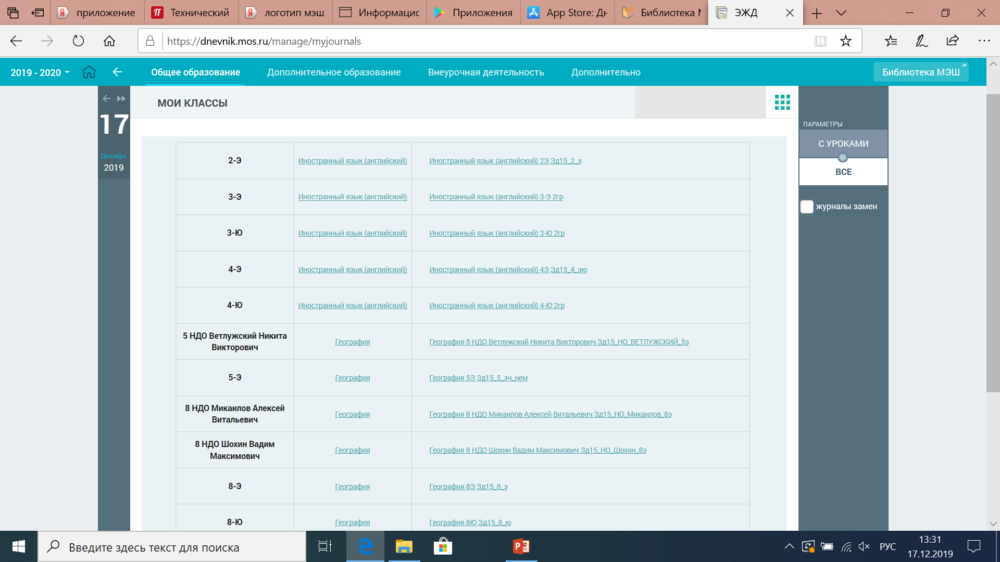 приложение
Технический
логотип мэш
Информацис
Приложения
App Store: Дн
Библиотека М
ЭЖД
https://dnevnik.mos.ru/manage/myjournals
2019 - 2020
Общее образование
Дополнительное образование
Внеурочная деятельность
Дополнительно
Библиотека МЭШ
17
Декабрь
2019
МОИ КЛАССЫ
ПАРАМЕТРЫ
С УРОКАМИ
ВСЕ
журналы замен
2-Э Иностранный язык (английский) Иностранный язык (английский) 2Э Зд15_2_э
3-Э Иностранный язык (английский) Иностранный язык (английский) 3-Э 2гр
3-Ю Иностранный язык (английский) Иностранный язык (английский) 3-Ю 2гр
4-Э Иностранный язык (английский) Иностранный язык (английский) 4Э Зд15_4_эю
4-Ю Иностранный язык (английский) Иностранный язык (английский) 4-Ю 2гр
5 НДО Ветлужский Никита
Викторович
География География 5 НДО Ветлужский Никита Викторович Зд15_НО_ВЕТЛУЖСКИЙ_5э
5-Э География География 5Э Зд15_5_эч_нем
8 НДО Микаилов Алексей
Витальевич
География География 8 НДО Микаилов Алексей Витальевич Зд15_НО_Микаилов_8э
8 НДО Шохин Вадим
Максимович
География География 8 НДО Шохин Вадим Максимович Зд15_НО_Шохин_8э
8-Э География География 8Э Зд15_8_э
8-Ю География География 8Ю Зд15_8_ю
Введите здесь текст для поиска
РУС
13:31
17.12.2019